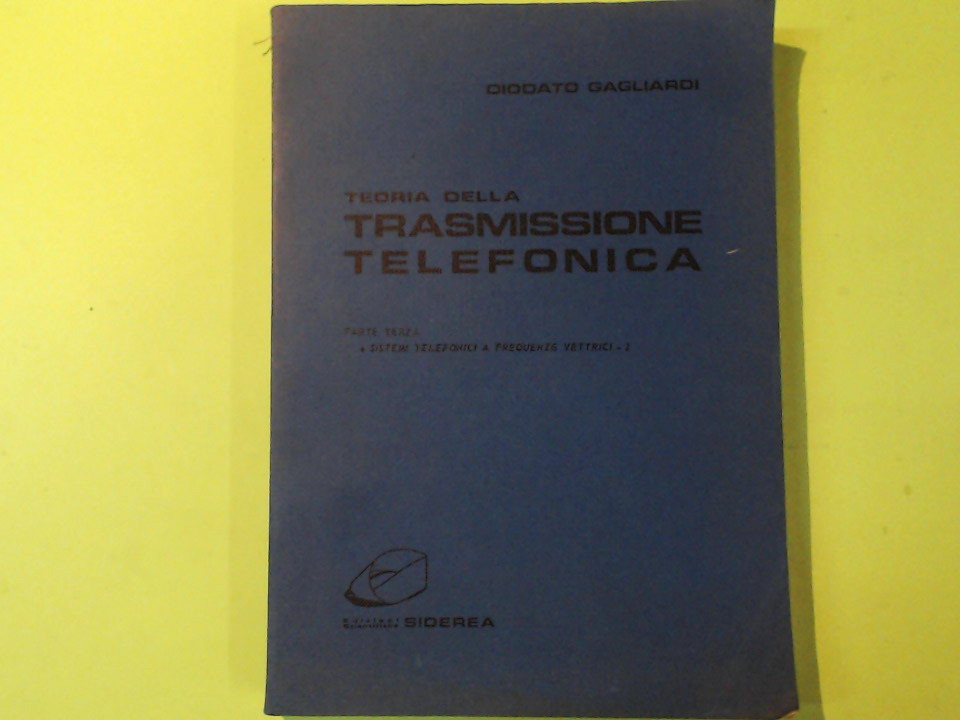 DIODATO GAGLIARDI
TEORIA DELLA
TRASMISSIONE
TELEFONICA
PARTE TERZA
SISTEMI TELEFONICI A FREQUENZE VETTRICI - 2
SIDEREA